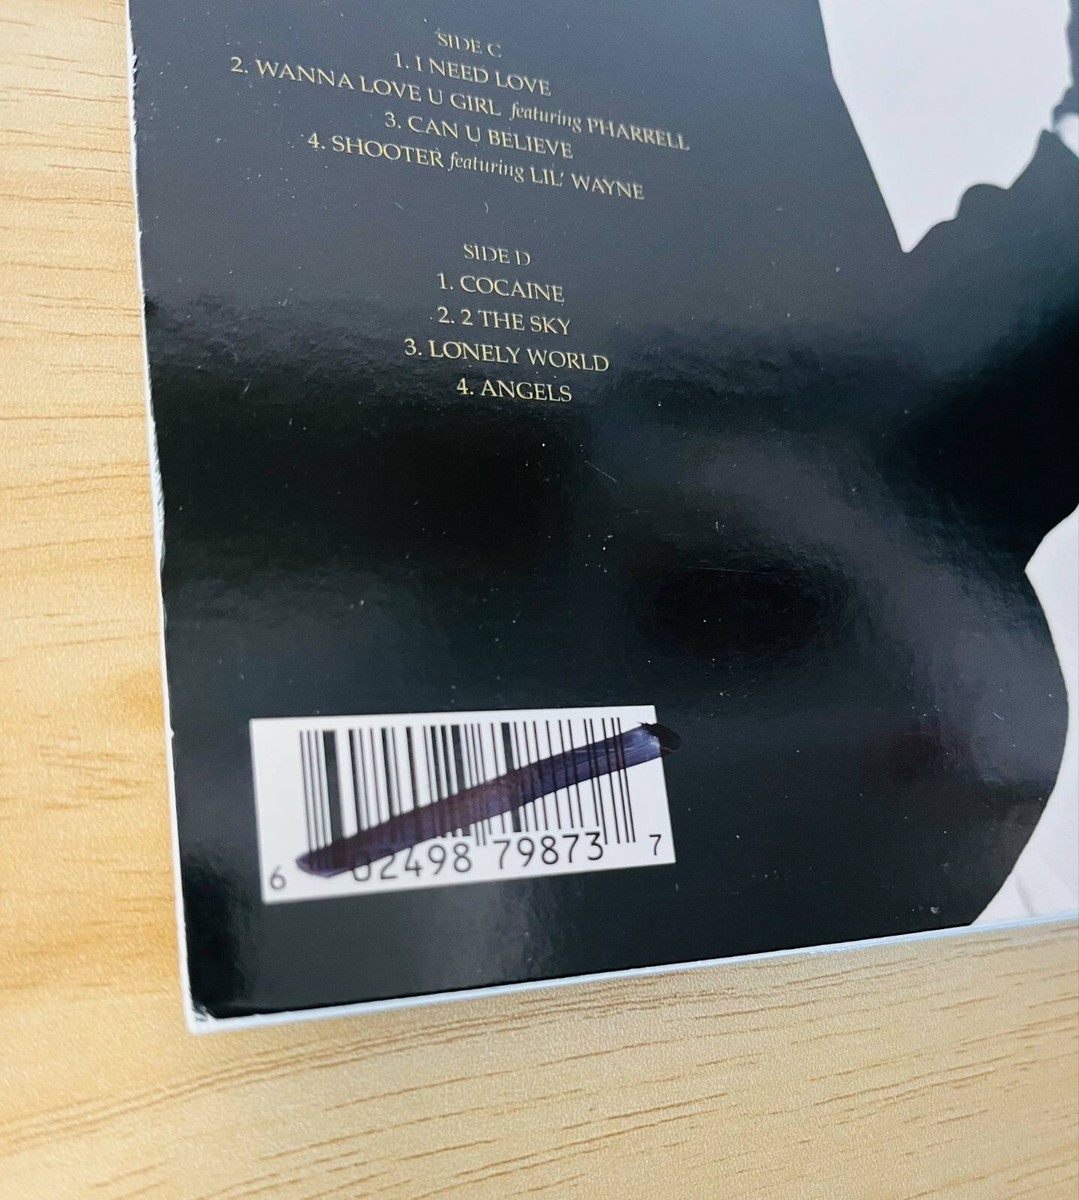 SIDE C
1. I NEED LOVE
2. WANNA LOVE U GIRL featuring PHARRELL
3. CAN U BELIEVE
4. SHOOTER featuring LIL' WAYNE
SIDE D
1. COCAINE
2. 2 THE SKY
3. LONELY WORLD
4. ANGELS
6 02498 79873 7